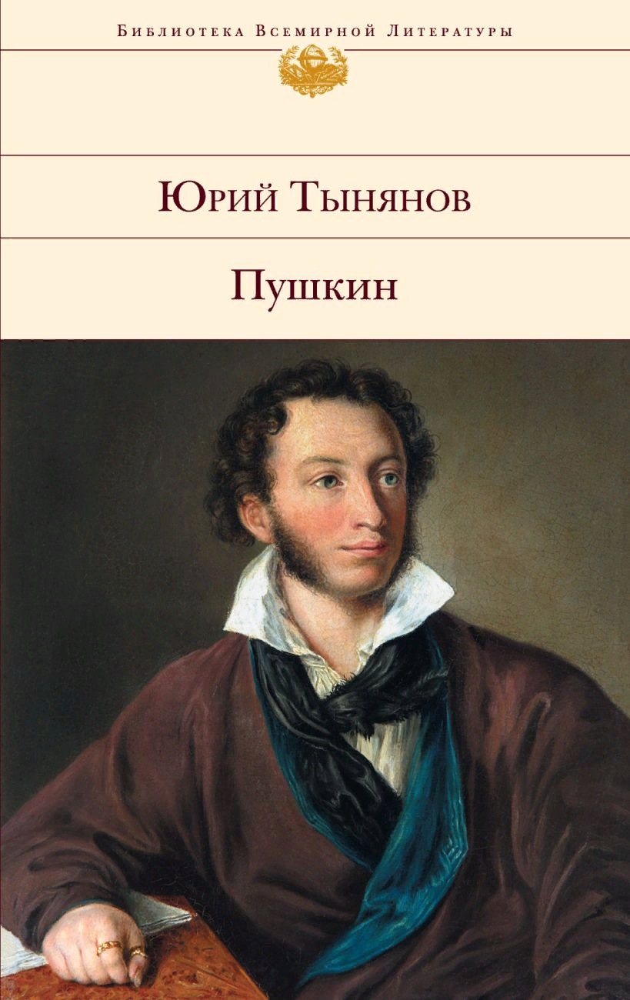 Библиотека Всемирной Литературы
Юрий Тынянов
Пушкин